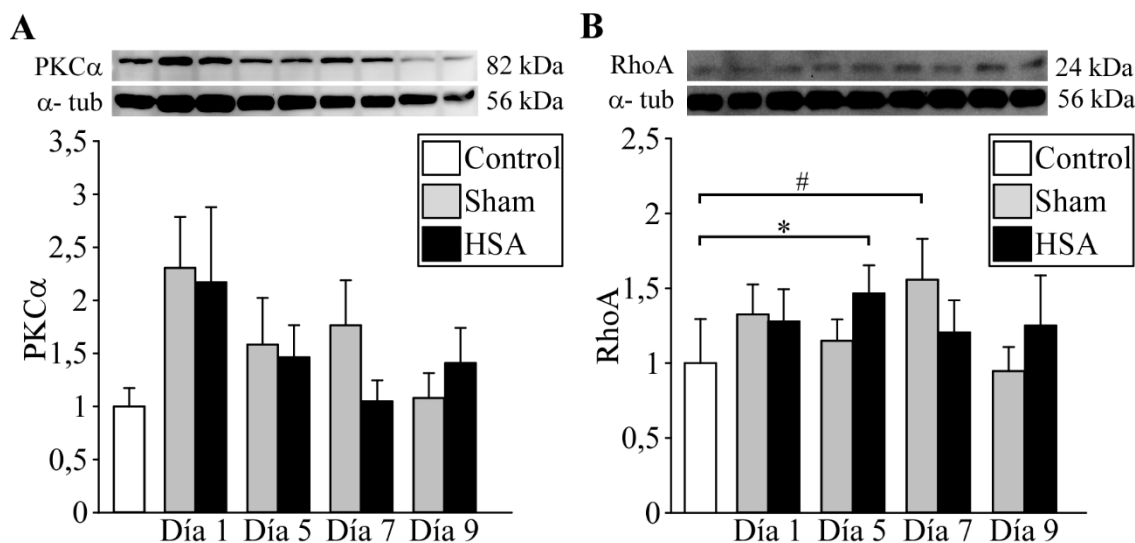 A
PKCα
82 kDa
α- tub
56 kDa
3,5
3
2,5
2
1,5
1
0,5
0
PKCα
Control
Sham
HSA
Día 1
Día 5
Día 7
Día 9
B
RhoA
24 kDa
α- tub
56 kDa
2,5
2
1,5
1
0,5
0
RhoA
Control
Sham
HSA
#
*
Día 1
Día 5
Día 7
Día 9